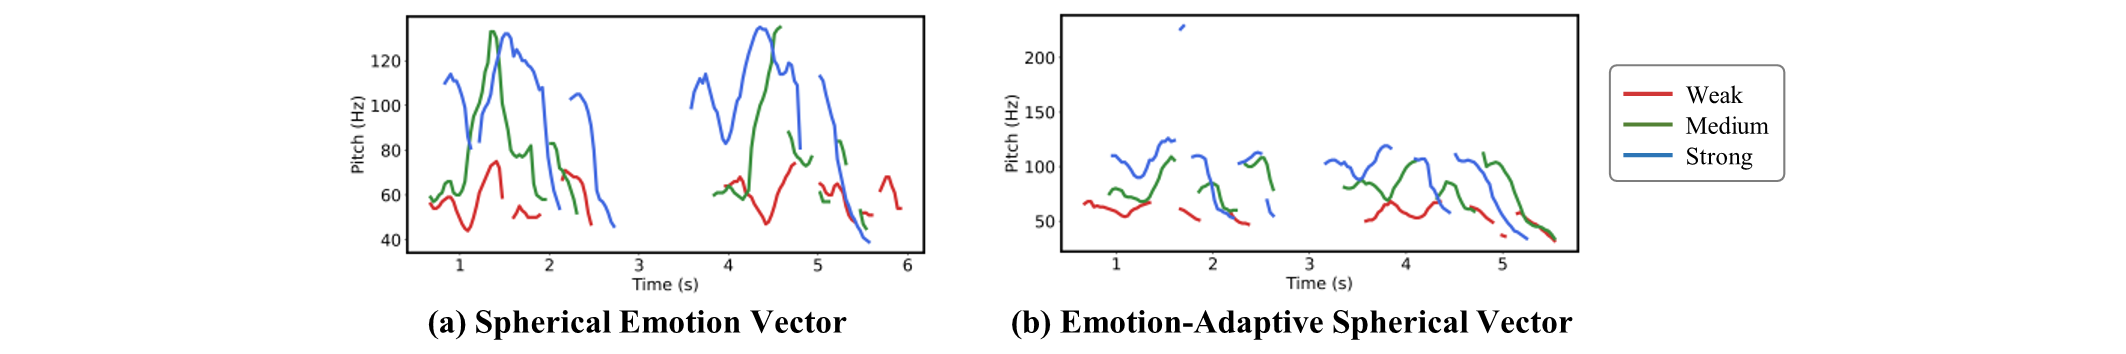 120
100
80
60
40
Pitch (Hz)
1 2 3 4 5 6
Time (s)
(a) Spherical Emotion Vector
200
150
100
50
Pitch (Hz)
1 2 3 4 5
Time (s)
(b) Emotion-Adaptive Spherical Vector
Weak
Medium
Strong